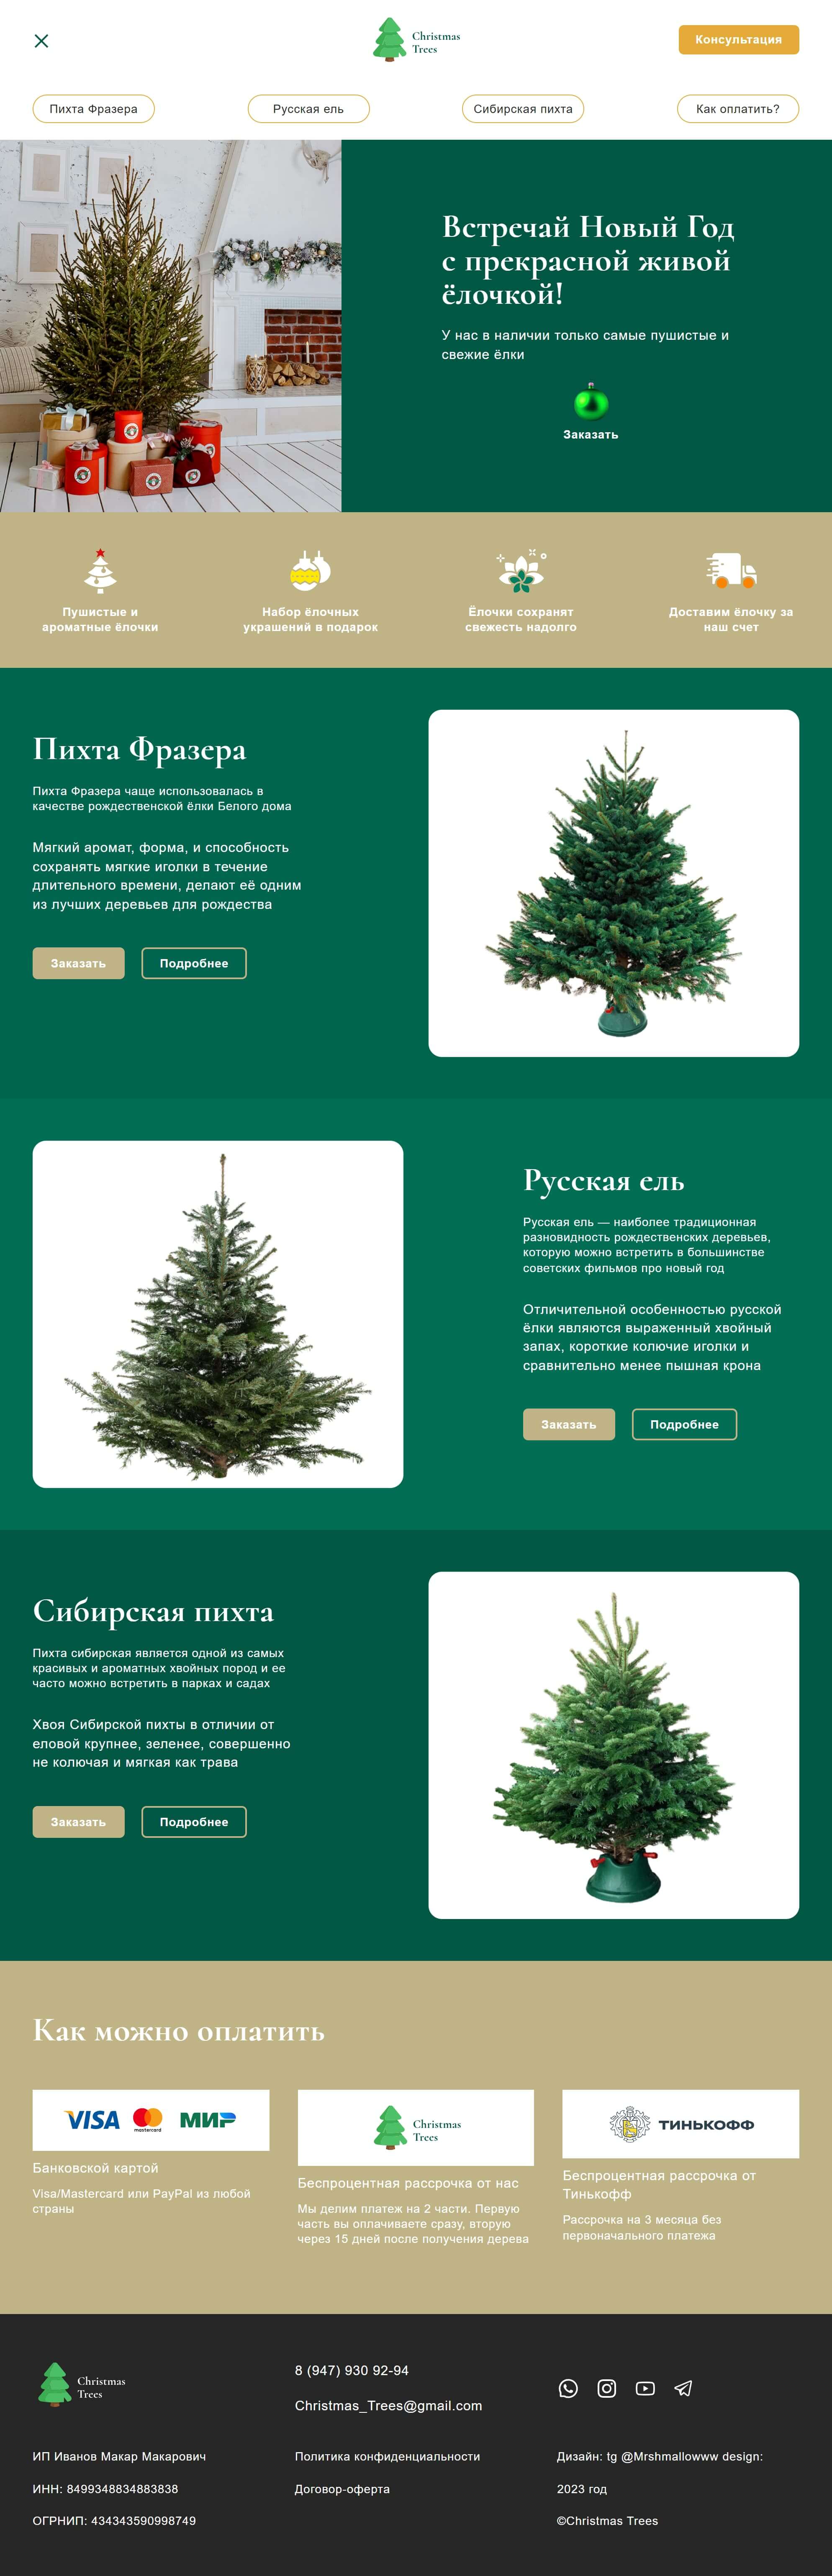 Christmas
Trees
Консультация
Пихта Фразера
Русская ель
Сибирская пихта
Как оплатить?
Встречай Новый Год
с прекрасной живой
ёлочкой!
У нас в наличии только самые пушистые и
свежие ёлки
Заказать
Пушистые и
ароматные ёлочки
Набор ёлочных
украшений в подарок
Ёлочки сохранят
свежесть надолго
Доставим ёлочку за
наш счет
Пихта Фразера
Пихта Фразера чаще использовалась в
качестве рождественской ёлки Белого дома
Мягкий аромат, форма, и способность
сохранять мягкие иголки в течение
длительного времени, делают её одним
из лучших деревьев для рождества
Заказать
Подробнее
Русская ель
Русская ель — наиболее традиционная
разновидность рождественских деревьев,
которую можно встретить в большинстве
советских фильмов про новый год
Отличительной особенностью русской
ёлки являются выраженный хвойный
запах, короткие колючие иголки и
сравнительно менее пышная крона
Заказать
Подробнее
Сибирская пихта
Пихта сибирская является одной из самых
красивых и ароматных хвойных пород и ее
часто можно встретить в парках и садах
Хвоя Сибирской пихты в отличии от
еловой крупнее, зеленее, совершенно
не колючая и мягкая как трава
Заказать
Подробнее
Как можно оплатить
VISA
mastercard
МИР
Банковской картой
Visa/Mastercard или PayPal из любой
страны
Christmas
Trees
Беспроцентная рассрочка от нас
Мы делим платеж на 2 части. Первую
часть вы оплачиваете сразу, вторую
через 15 дней после получения дерева
ТИНЬКОФФ
Беспроцентная рассрочка от
Тинькофф
Рассрочка на 3 месяца без
первоначального платежа
Christmas
Trees
8 (947) 930 92-94
Christmas_Trees@gmail.com
ИП Иванов Макар Макарович
ИНН: 8499348834883838
ОГРНИП: 434343590998749
Политика конфиденциальности
Договор-оферта
Дизайн: tg @Mrshmallowww design:
2023 год
©Christmas Trees